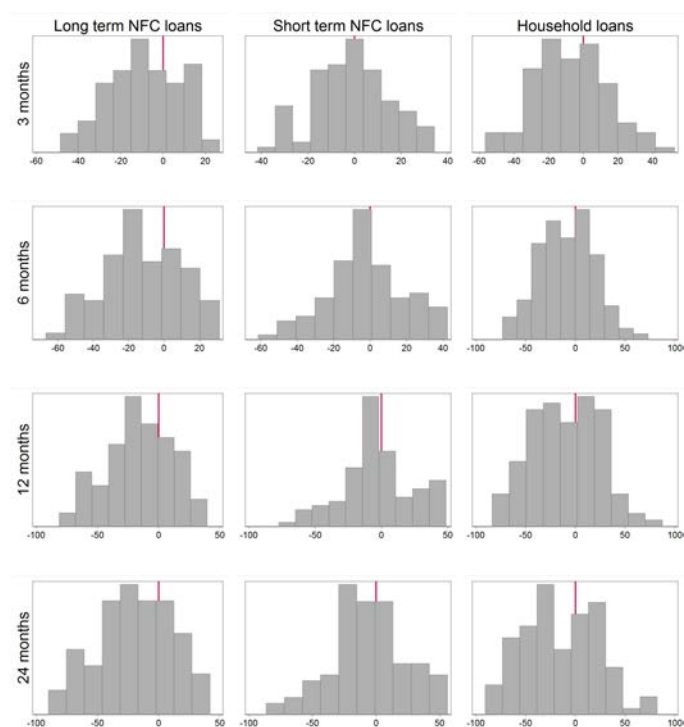 Long term NFC loans Short term NFC loans Household loans
3 months
-60 -40 -20 0 20 -40 -20 0 20 40 -60 -40 -20 0 20 40
6 months
-60 -40 -20 0 20 -60 -40 -20 0 20 40 -100 -50 0 50 100
12 months
-100 -50 0 50 -100 -50 0 50 -100 -50 0 50 100
24 months
-100 -50 0 50 -100 -50 0 50 -100 -50 0 50 100